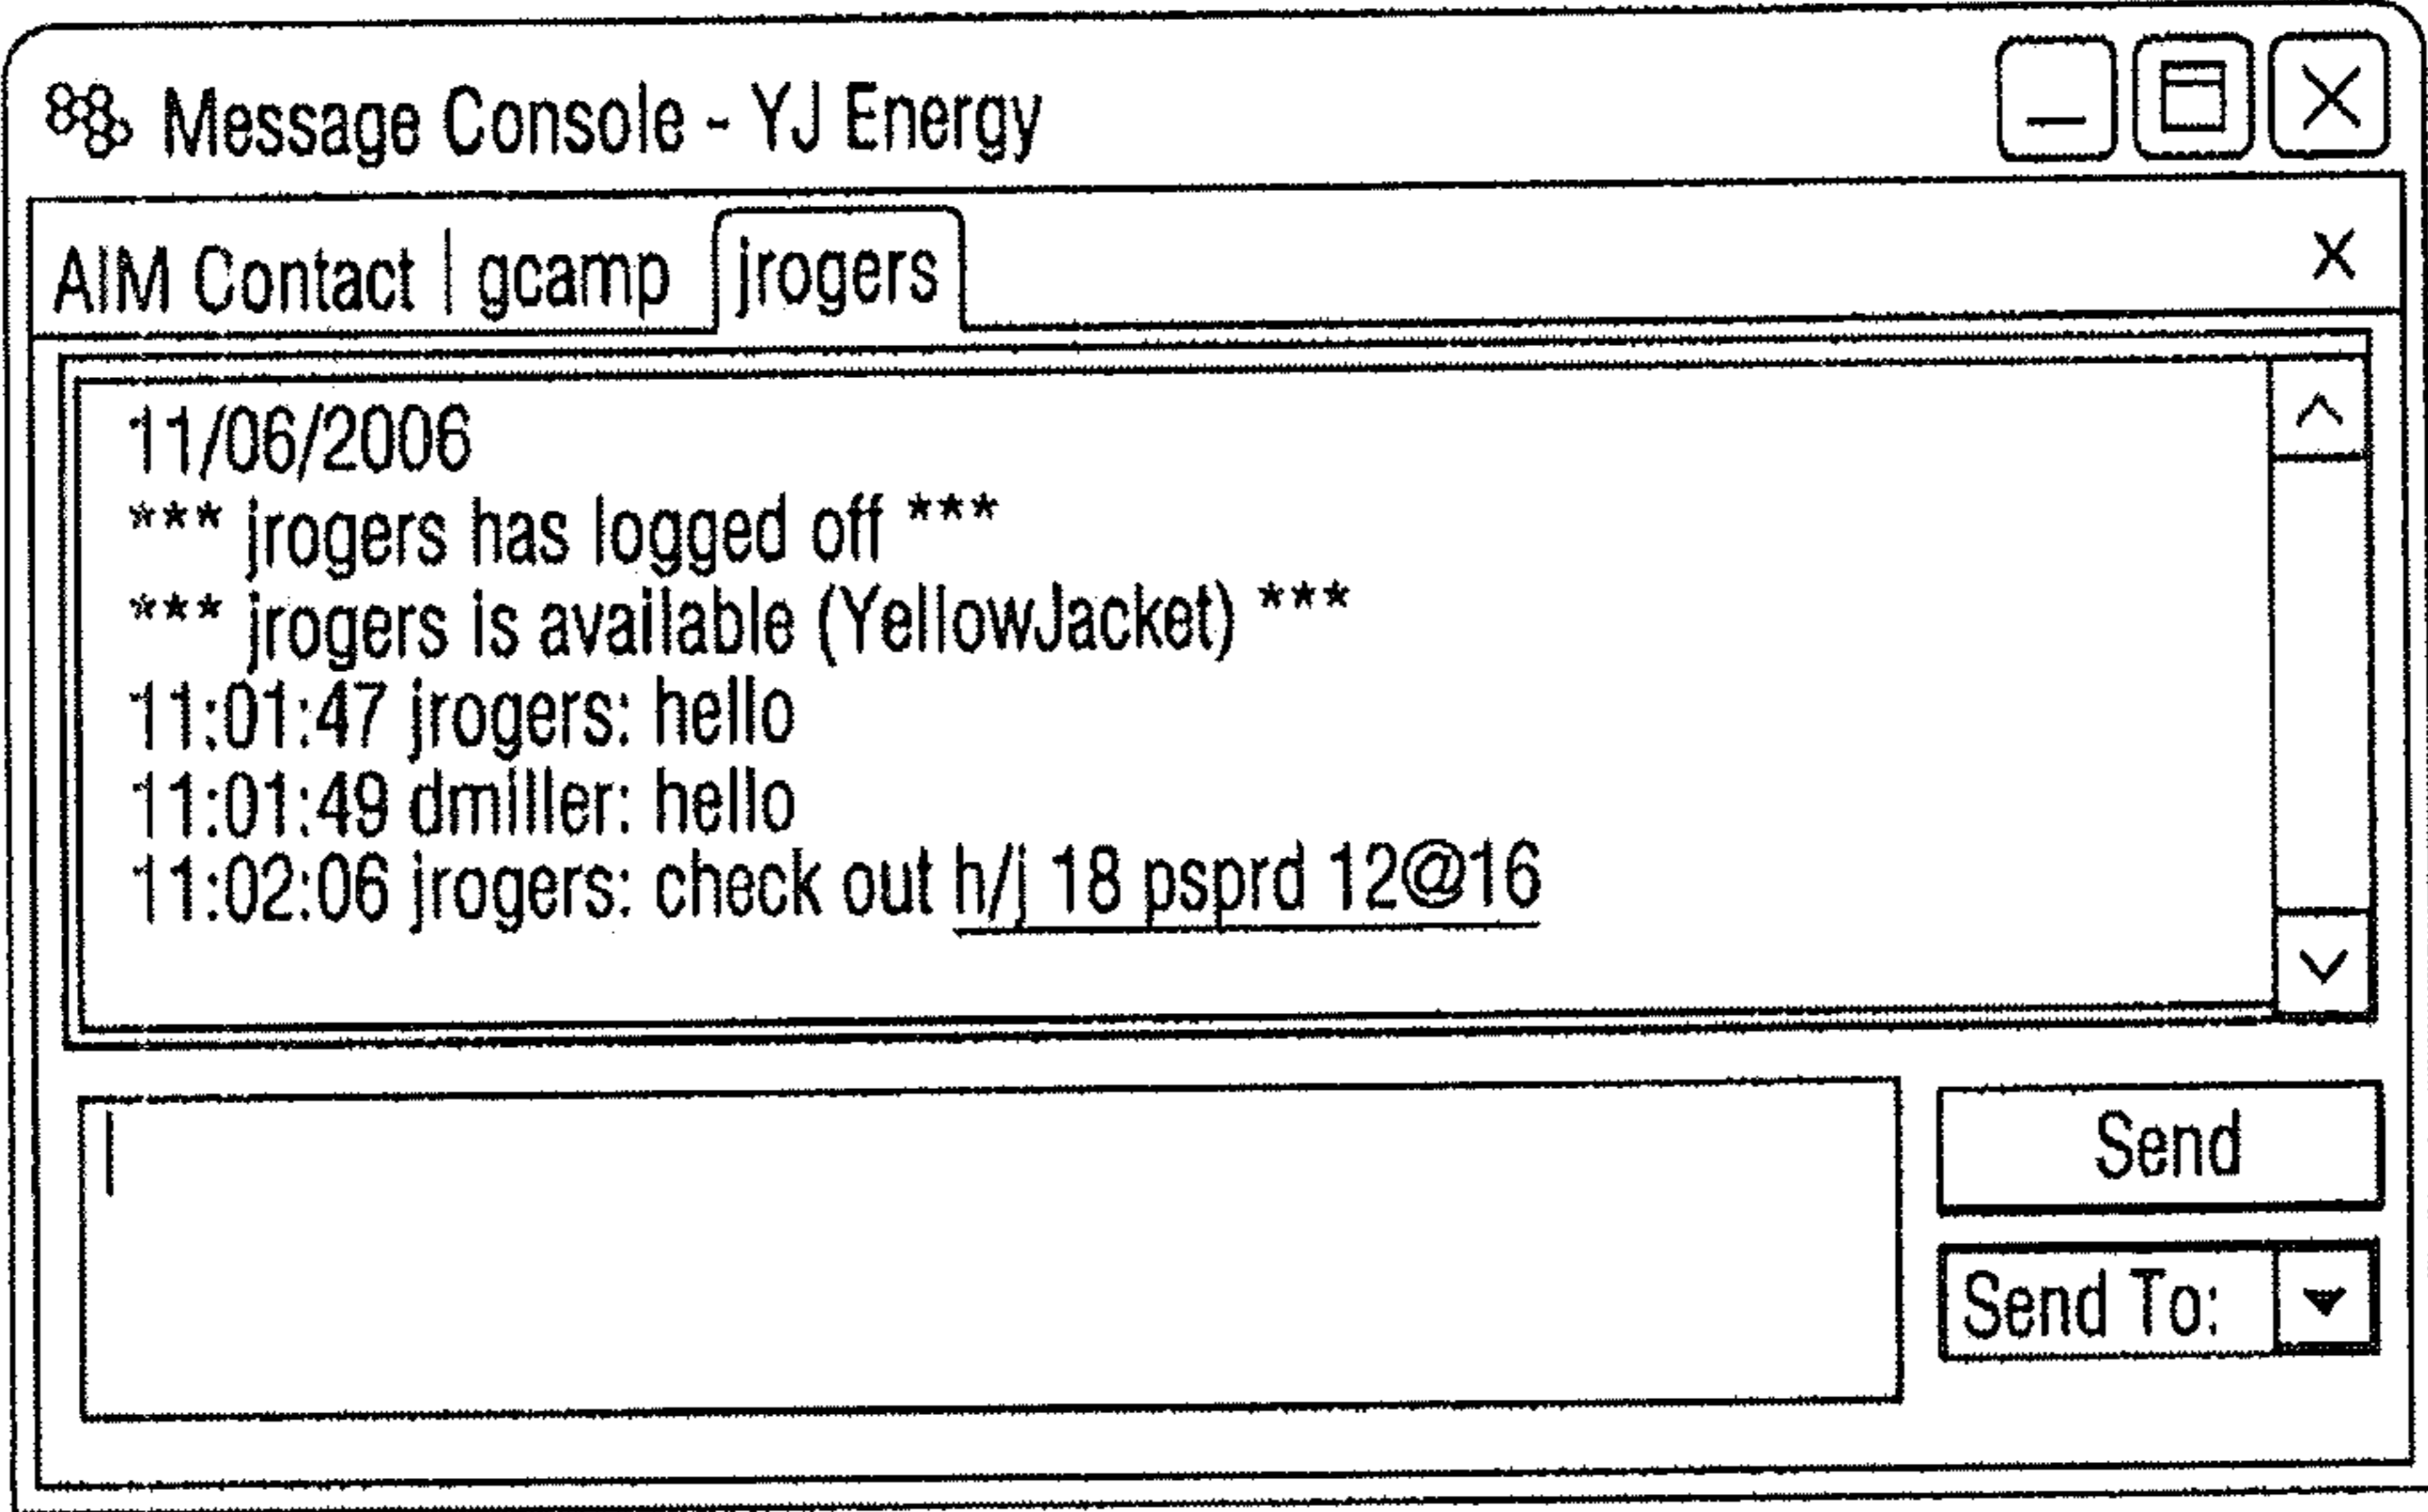 Message Console - YJ Energy
AIM Contact | gcamp jrogers X
11/06/2006
*** jrogers has logged off ***
*** jrogers is available (YellowJacket) ***
11:01:47 jrogers: hello
11:01:49 dmiller: hello
11:02:06 jrogers: check out h/j 18 psprd 12@16
Send
Send To: